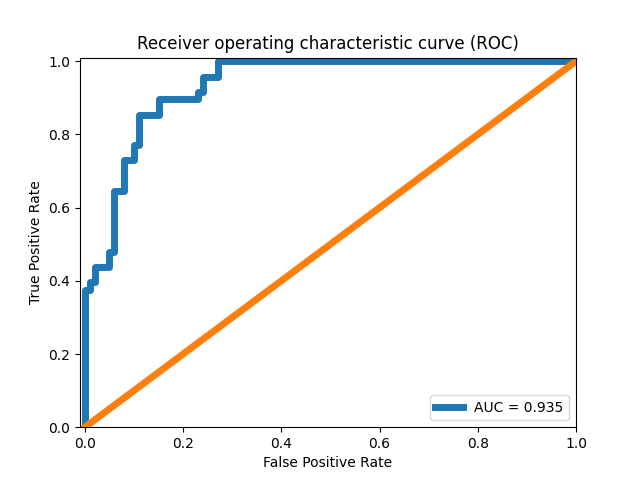 Receiver operating characteristic curve (ROC)
1.0
0.8
0.6
0.4
0.2
0.0
True Positive Rate
AUC = 0.935
0.0 0.2 0.4 0.6 0.8 1.0
False Positive Rate